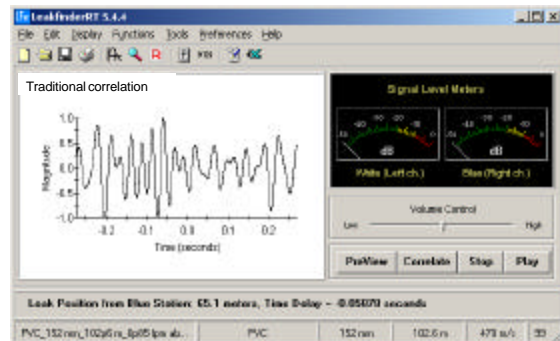 LeakfinderRT 5.4.4
File Edit Display Functions Tools Preferences Help
Traditional correlation
Signal Level Meters
Magnitude
1.0
0.5
0.0
-0.5
-1.0
-0.2 -0.1 0.0 0.1 0.2
Time (seconds)
dB dB
White (Left ch.) Blue (Right ch.)
Volume Control
Low High
PreView Correlate Stop Play
Leak Position from Blue Station: 65.1 meters, Time Delay = seconds
PVC 152 mm 102.6 m